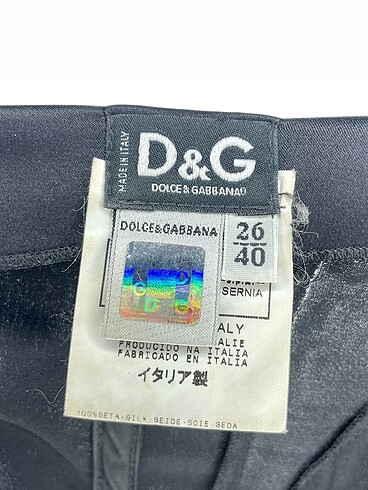 MADE IN ITALY
D&G
DOLCE & GABBANA
DOLCE&GABBANA
26
40
D
G
D G
SERNIA
ALY
ALIE
PRODUCIDO NA ITALIA
FABRICADO EN ITALIA
イタリア製
100%SETA-SILK-SEIDE-SOIE-SEDA